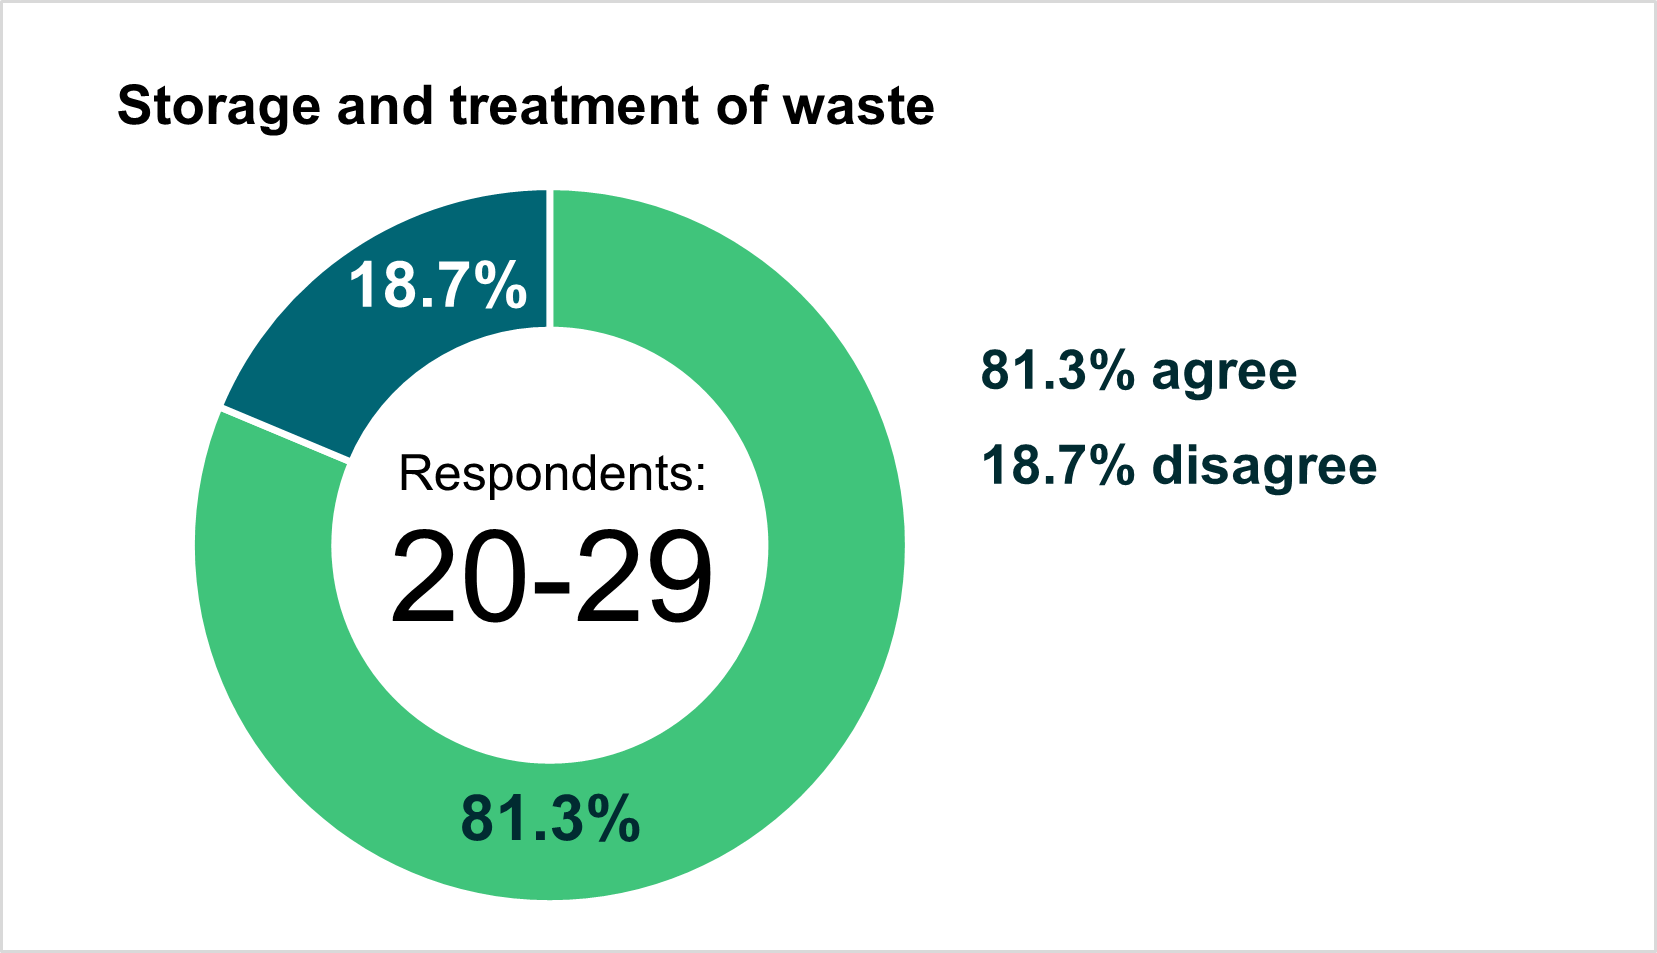 Storage and treatment of waste
18.7%
Respondents:
20-29
81.3%
81.3% agree
18.7% disagree